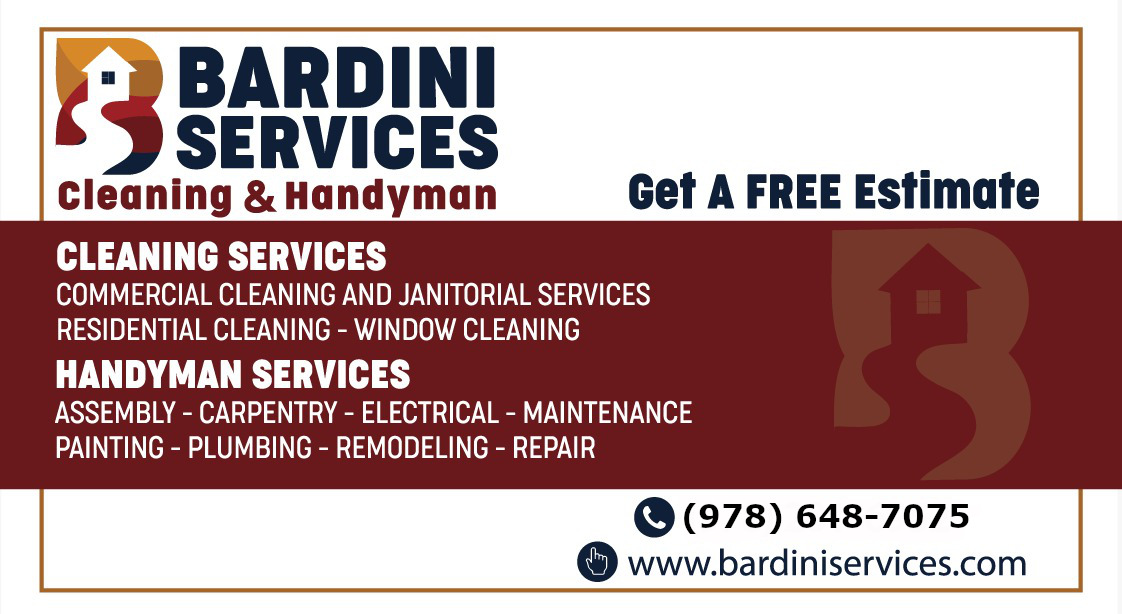 BARDINI
SERVICES
Cleaning & Handyman
Get A FREE Estimate
CLEANING SERVICES
COMMERCIAL CLEANING AND JANITORIAL SERVICES
RESIDENTIAL CLEANING - WINDOW CLEANING
HANDYMAN SERVICES
ASSEMBLY - CARPENTRY - ELECTRICAL - MAINTENANCE
PAINTING - PLUMBING - REMODELING - REPAIR
(978) 648-7075
www.bardiniservices.com